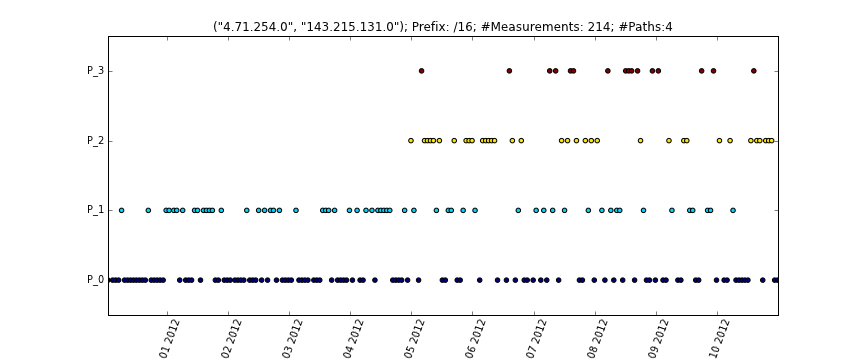 ("4.71.254.0", "143.215.131.0"); Prefix: /16; #Measurements: 214; #Paths:4
P_3
P_2
P_1
P_0
01 2012
02 2012
03 2012
04 2012
05 2012
06 2012
07 2012
08 2012
09 2012
10 2012